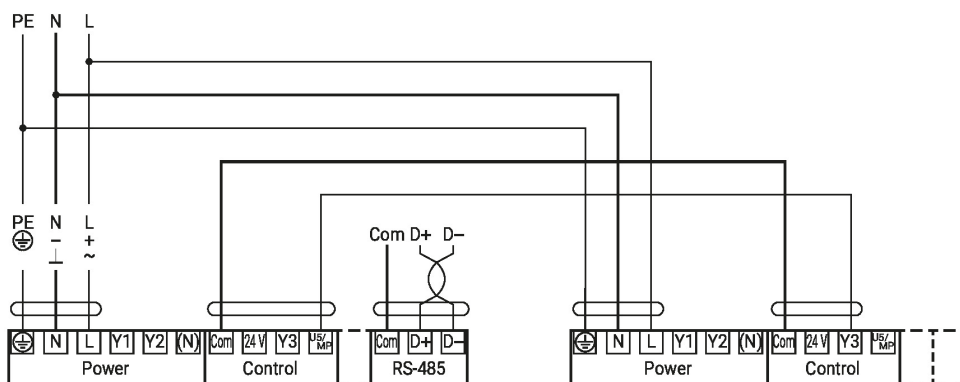 PE N L
PE N L
− +
⊥ ~
Com D+ D−
N L Y1 Y2 (N) Com 24 V Y3 U5/MP Com D+ D− N L Y1 Y2 (N) Com 24 V Y3 U5/MP
Power Control RS-485 Power Control